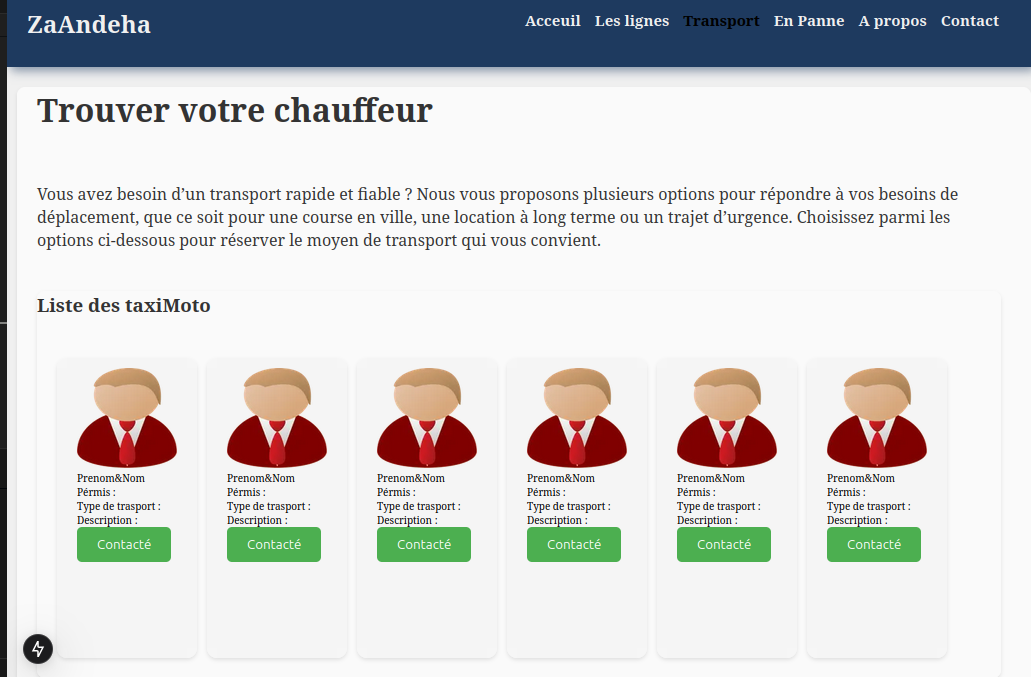 ZaAndeha
Acceuil Les lignes Transport En Panne A propos Contact
Trouver votre chauffeur
Vous avez besoin d’un transport rapide et fiable ? Nous vous proposons plusieurs options pour répondre à vos besoins de
déplacement, que ce soit pour une course en ville, une location à long terme ou un trajet d’urgence. Choisissez parmi les
options ci-dessous pour réserver le moyen de transport qui vous convient.
Liste des taxiMoto
Prenom&Nom
Pérmis :
Type de trasport :
Description :
Contacté
Prenom&Nom
Pérmis :
Type de trasport :
Description :
Contacté
Prenom&Nom
Pérmis :
Type de trasport :
Description :
Contacté
Prenom&Nom
Pérmis :
Type de trasport :
Description :
Contacté
Prenom&Nom
Pérmis :
Type de trasport :
Description :
Contacté
Prenom&Nom
Pérmis :
Type de trasport :
Description :
Contacté